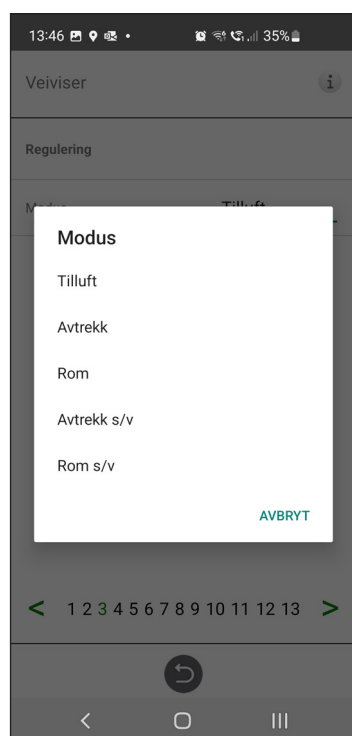 13:46 35%
Veiviser i
Regulering
Modus Tilluft
Modus
Tilluft
Avtrekk
Rom
Avtrekk s/v
Rom s/v
AVBRYT
< 1 2 3 4 5 6 7 8 9 10 11 12 13 >